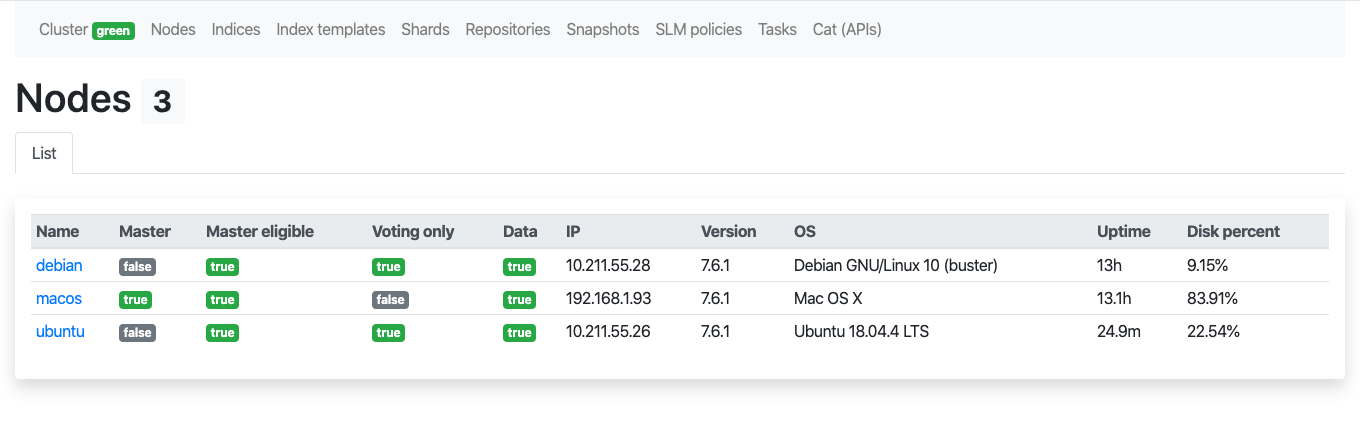 Cluster green Nodes Indices Index templates Shards Repositories Snapshots SLM policies Tasks Cat (APIs)
Nodes 3
List
Name Master Master eligible Voting only Data IP Version OS Uptime Disk percent
debian false true true true 10.211.55.28 7.6.1 Debian GNU/Linux 10 (buster) 13h 9.15%
macos true true false true 192.168.1.93 7.6.1 Mac OS X 13.1h 83.91%
ubuntu false true true true 10.211.55.26 7.6.1 Ubuntu 18.04.4 LTS 24.9m 22.54%